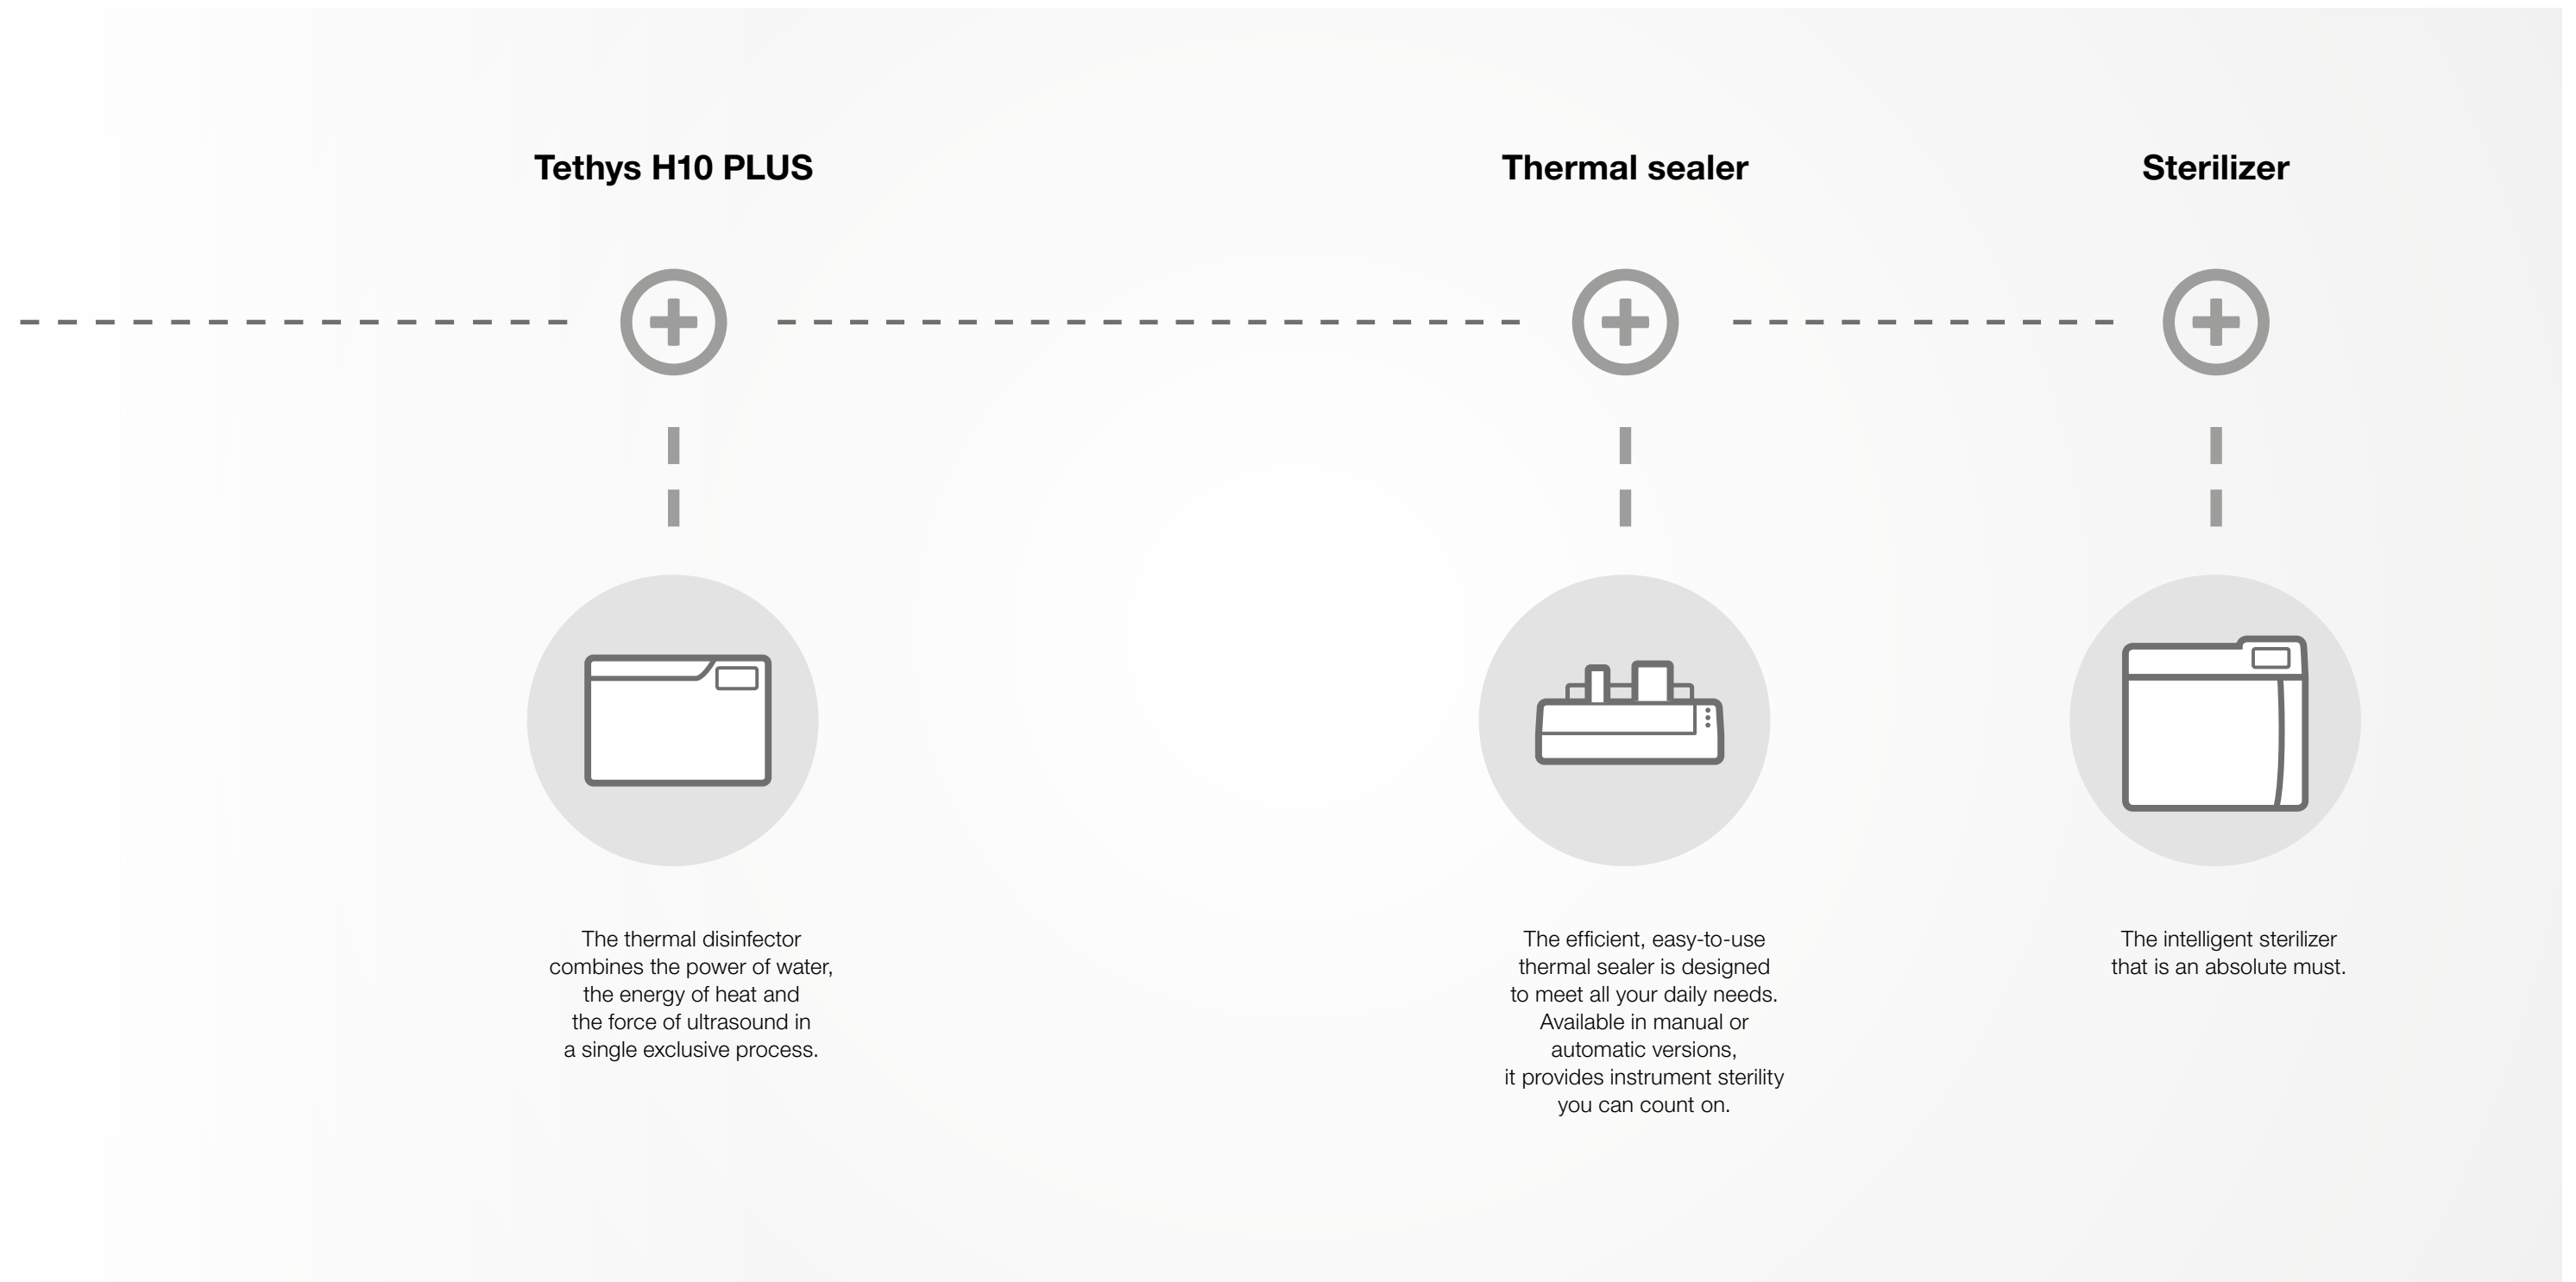 Tethys H10 PLUS
The thermal disinfector
combines the power of water,
the energy of heat and
the force of ultrasound in
a single exclusive process.
Thermal sealer
The efficient, easy-to-use
thermal sealer is designed
to meet all your daily needs.
Available in manual or
automatic versions,
it provides instrument sterility
you can count on.
Sterilizer
The intelligent sterilizer
that is an absolute must.